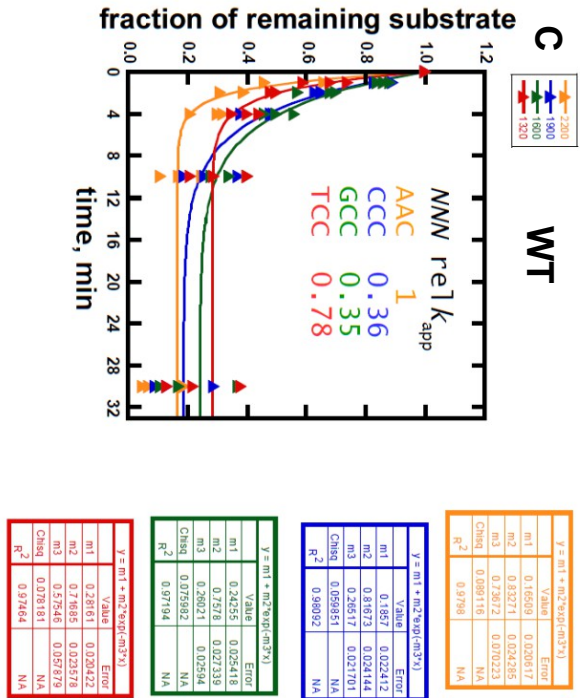 C
WT
2200
1900
1600
1320
fraction of remaining substrate
0.0 0.2 0.4 0.6 0.8 1.0 1.2
0 4 8 12 16 20 24 28 32
time, min
NNN relk app
AAC 1
CCC 0.36
GCC 0.35
TCC 0.78
y = m1 + m2*exp(-m3*x)
Value Error
m1 0.16509 0.020617
m2 0.83271 0.024285
m3 0.73672 0.070223
Chisq 0.089116 NA
R² 0.9798 NA
y = m1 + m2*exp(-m3*x)
Value Error
m1 0.1857 0.022412
m2 0.81673 0.024144
m3 0.26517 0.021701
Chisq 0.059851 NA
R² 0.98092 NA
y = m1 + m2*exp(-m3*x)
Value Error
m1 0.24255 0.025418
m2 0.7578 0.027339
m3 0.26021 0.02594
Chisq 0.075982 NA
R² 0.97194 NA
y = m1 + m2*exp(-m3*x)
Value Error
m1 0.28161 0.020422
m2 0.71685 0.023578
m3 0.57546 0.057879
Chisq 0.078181 NA
R² 0.97464 NA